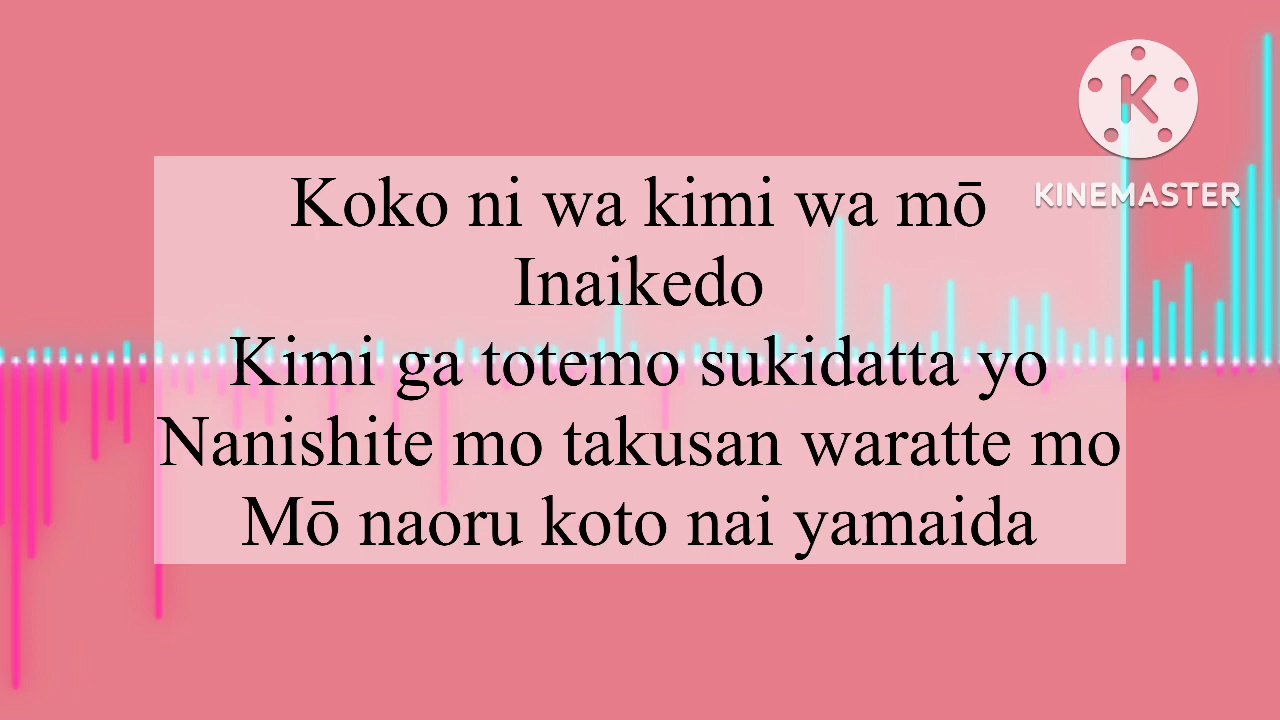 K
KINEMASTER
Koko ni wa kimi wa mō
Inaikedo
Kimi ga totemo sukidatta yo
Nanishite mo takusan waratte mo
Mō naoru koto nai yamaida